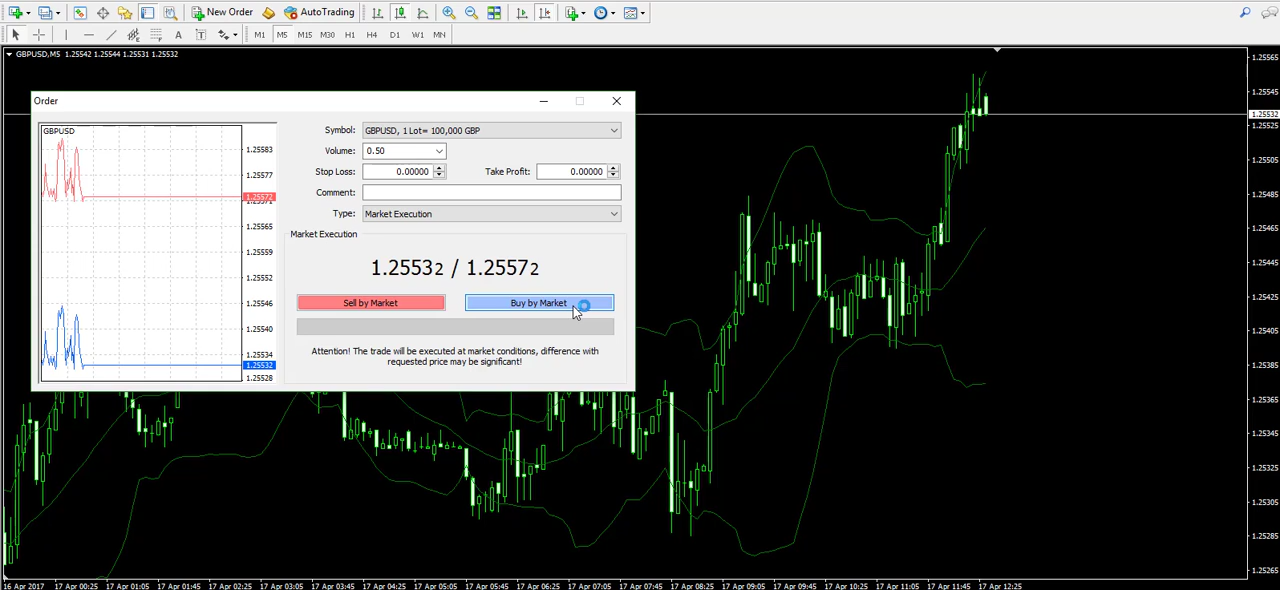 New Order AutoTrading
A T M1 M5 M15 M30 H1 H4 D1 W1 MN
GBPUSD,M5 1.25542 1.25544 1.25531 1.25532
Order
GBPUSD
1.25583
1.25577
1.25572
1.25565
1.25559
1.25552
1.25546
1.25540
1.25534
1.25532
1.25528
Symbol: GBPUSD, 1 Lot= 100,000 GBP
Volume: 0.50
Stop Loss: 0.00000 Take Profit: 0.00000
Comment:
Type: Market Execution
Market Execution
1.25532 / 1.25572
Sell by Market Buy by Market
Attention! The trade will be executed at market conditions, difference with
requested price may be significant!
1.25565
1.25545
1.25532
1.25525
1.25505
1.25485
1.25465
1.25445
1.25425
1.25405
1.25385
1.25365
1.25345
1.25325
1.25305
1.25285
1.25265
16 Apr 2017 17 Apr 00:25 17 Apr 01:05 17 Apr 01:45 17 Apr 02:25 17 Apr 03:05 17 Apr 03:45 17 Apr 04:25 17 Apr 05:05 17 Apr 05:45 17 Apr 06:25 17 Apr 07:05 17 Apr 07:45 17 Apr 08:25 17 Apr 09:05 17 Apr 09:45 17 Apr 10:25 17 Apr 11:05 17 Apr 11:45 17 Apr 12:25